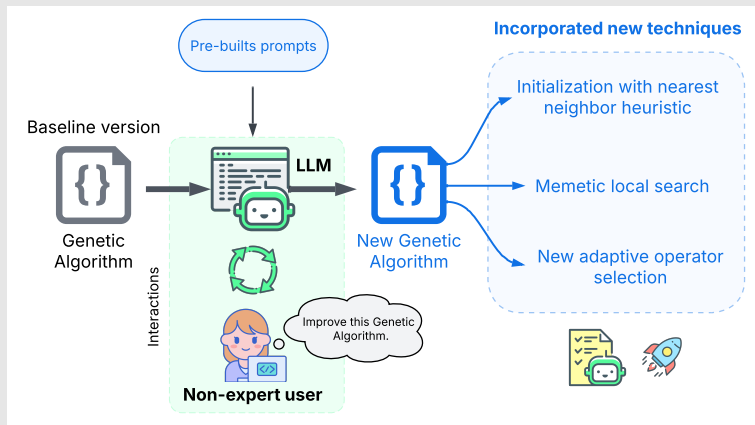 Incorporated new techniques
Pre-builts prompts
Initialization with nearest
neighbor heuristic
Baseline version
LLM
{}
{}
Memetic local search
Genetic
Algorithm
New Genetic
Algorithm
New adaptive operator
selection
Interactions
Improve this Genetic
Algorithm.
</>
Non-expert user